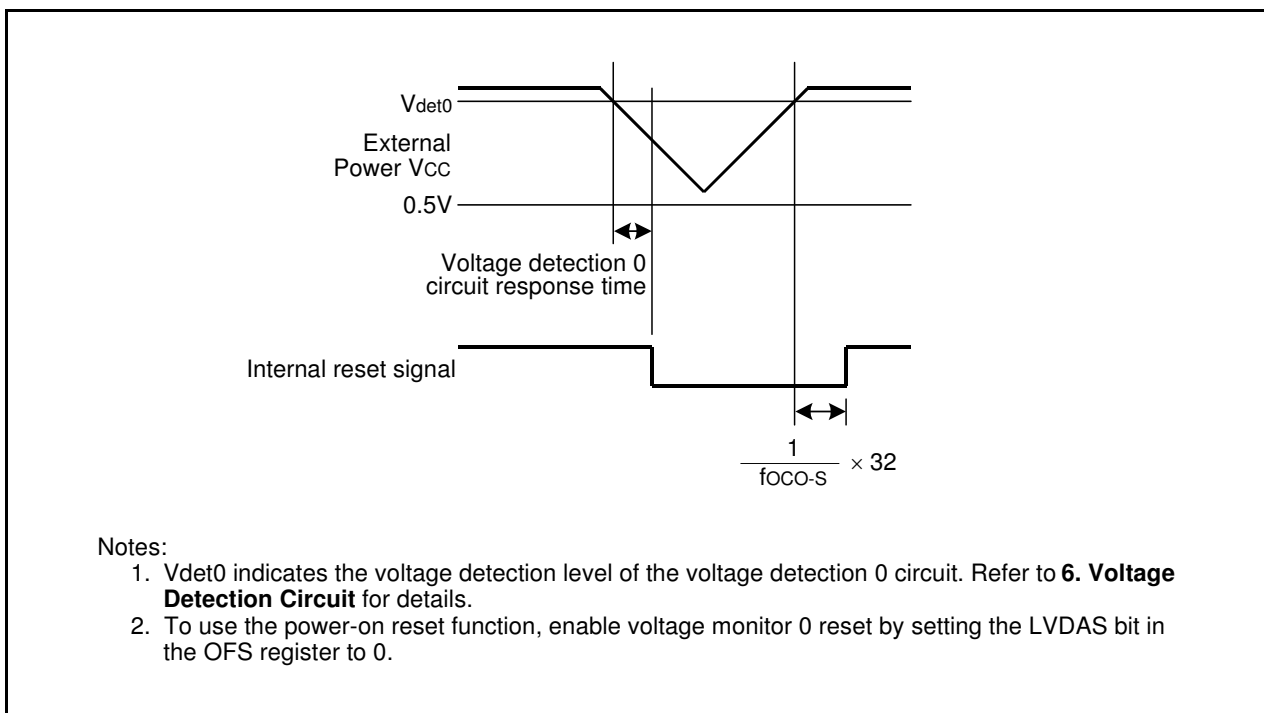 Vdet0
External
Power VCC
0.5V
Voltage detection 0
circuit response time
Internal reset signal
1
fOCO-S
× 32
Notes:
1. Vdet0 indicates the voltage detection level of the voltage detection 0 circuit. Refer to 6. Voltage
Detection Circuit for details.
2. To use the power-on reset function, enable voltage monitor 0 reset by setting the LVDAS bit in
the OFS register to 0.